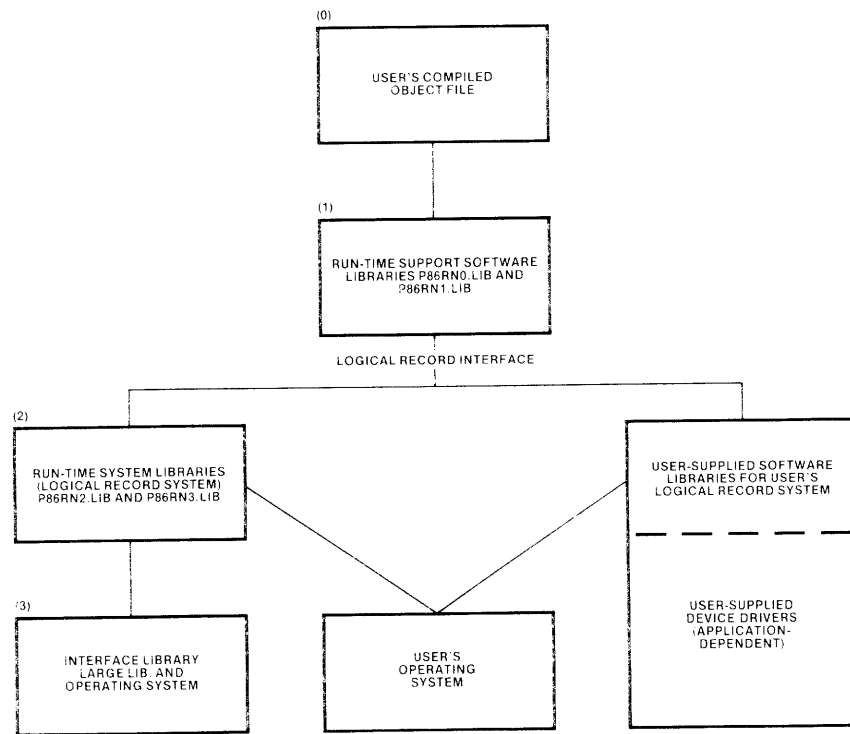 (0)
USER'S COMPILED
OBJECT FILE
(1)
RUN-TIME SUPPORT SOFTWARE
LIBRARIES P86RN0.LIB AND
P86RN1.LIB
LOGICAL RECORD INTERFACE
(2)
RUN-TIME SYSTEM LIBRARIES
(LOGICAL RECORD SYSTEM)
P86RN2.LIB AND P86RN3.LIB
USER-SUPPLIED SOFTWARE
LIBRARIES FOR USER'S
LOGICAL RECORD SYSTEM
(3)
INTERFACE LIBRARY
LARGE LIB. AND
OPERATING SYSTEM
USER'S
OPERATING
SYSTEM
USER-SUPPLIED
DEVICE DRIVERS
(APPLICATION-
DEPENDENT)